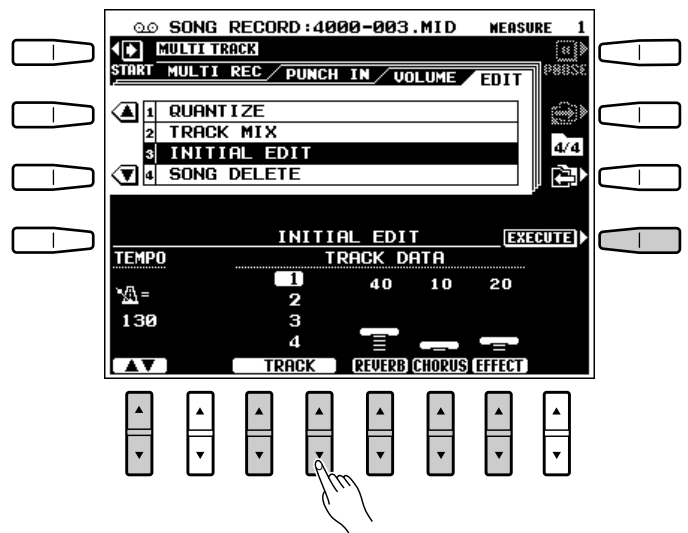 SONG RECORD:4000-003.MID MEASURE 1
MULTI TRACK
START MULTI REC PUNCH IN VOLUME EDIT PAUSE
1 QUANTIZE
2 TRACK MIX
3 INITIAL EDIT
4/4
4 SONG DELETE
INITIAL EDIT EXECUTE
TEMPO TRACK DATA
1 40 10 20
2
=
130 3
4
TRACK REVERB CHORUS EFFECT